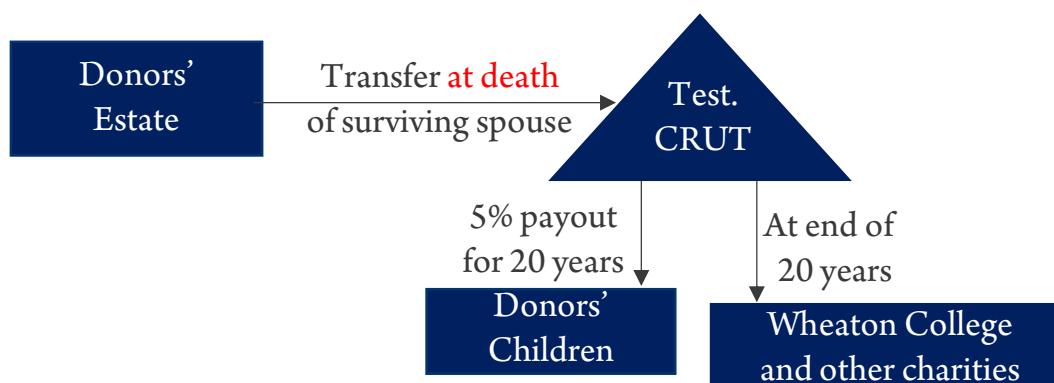 Donors’
Estate
Transfer at death
of surviving spouse
Test.
CRUT
5% payout
for 20 years
At end of
20 years
Donors’
Children
Wheaton College
and other charities